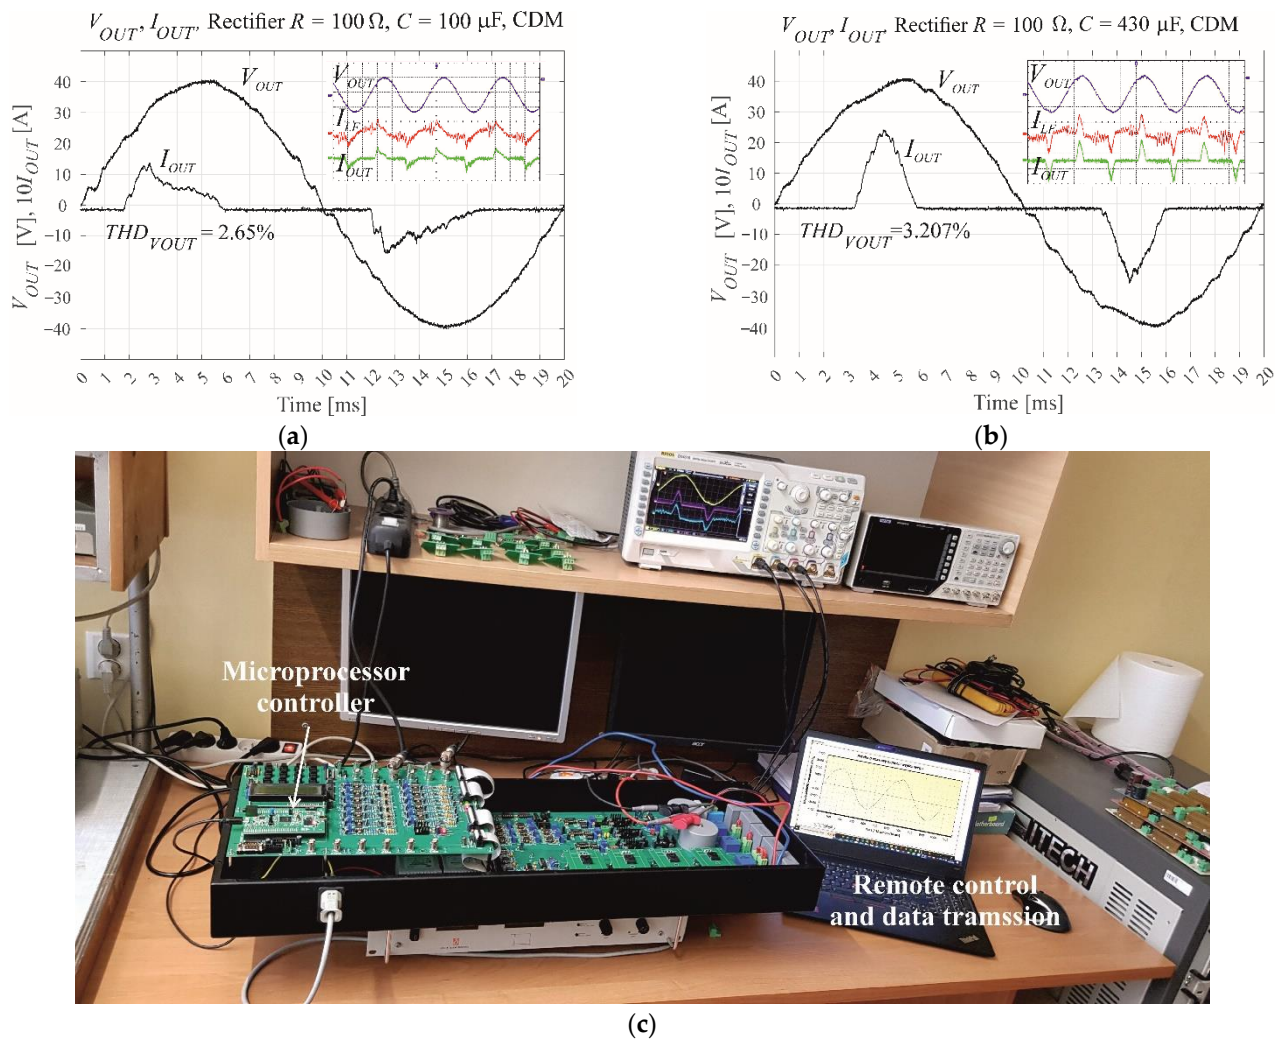 V_OUT, I_OUT, Rectifier R = 100 Ω, C = 100 µF, CDM
V_OUT [V], 10I_OUT [A]
40
30
20
10
0
−10
−20
−30
−40
V_OUT
I_OUT
THD_VOUT = 2.65%
V_OUT
I_LF
I_OUT
0 1 2 3 4 5 6 7 8 9 10 11 12 13 14 15 16 17 18 19 20
Time [ms]
(a)
V_OUT, I_OUT Rectifier R = 100 Ω, C = 430 µF, CDM
V_OUT [V], 10I_OUT [A]
40
30
20
10
0
−10
−20
−30
−40
V_OUT
I_OUT
THD_VOUT=3.207%
V_OUT
I_LF
I_OUT
0 1 2 3 4 5 6 7 8 9 10 11 12 13 14 15 16 17 18 19 20
Time [ms]
(b)
Microprocessor
controller
acer
ITECH
Remote control
and data tramssion
(c)